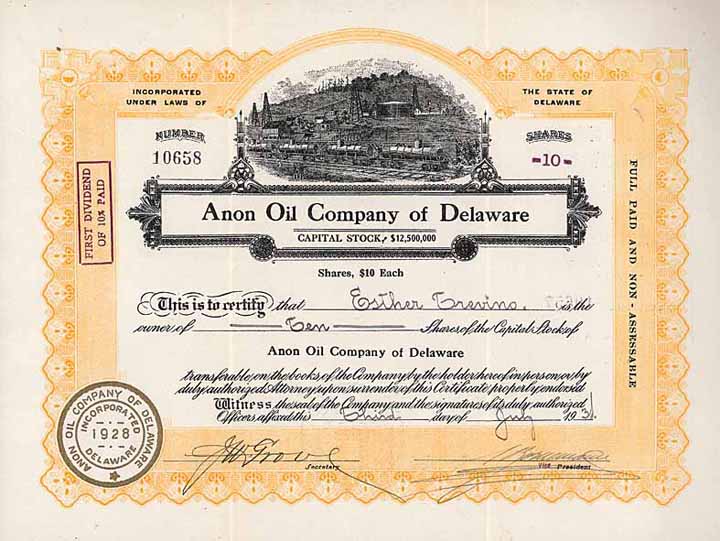 INCORPORATED
UNDER LAWS OF
THE STATE OF
DELAWARE
NUMBER
10658
SHARES
-10-
FIRST DIVIDEND
OF 10% PAID
FULL PAID AND NON-ASSESSABLE
Anon Oil Company of Delaware
CAPITAL STOCK, $12,500,000
Shares, $10 Each
This is to certify that Esther Trevino is the
owner of Ten Shares of the Capital Stock of
Anon Oil Company of Delaware
transferable on the books of the Company by the holder hereof in person or by
duly authorized Attorney upon surrender of this Certificate properly endorsed
Witness the seal of the Company and the signatures of its duly authorized
Officers, affixed this Third day of July 1931.
Secretary
Vice President
ANON OIL COMPANY OF DELAWARE
INCORPORATED
1928
DELAWARE